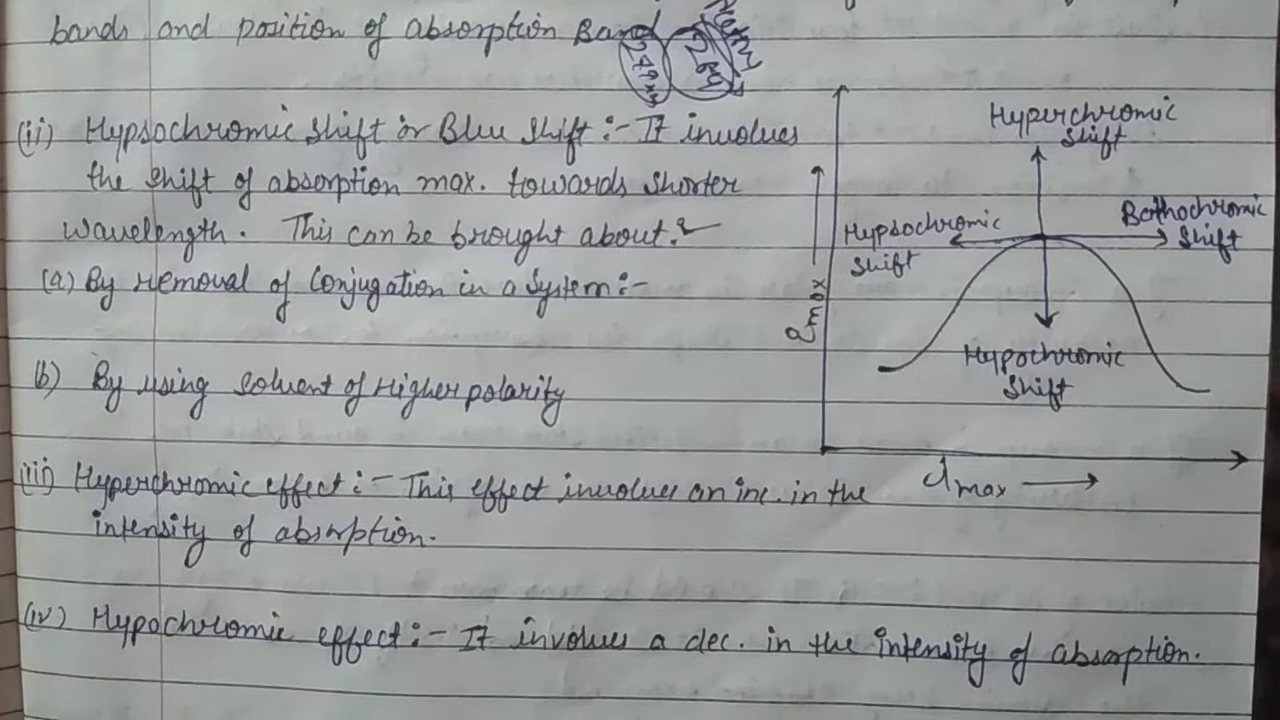 bands and position of absorption Band
(ii) Hypsochromic Shift or Blue Shift :- It involves
the Shift of absorption max. towards shorter
wavelength. This can be brought about.
(a) By removal of Conjugation in a System :-
(b) By using Solvent of Higher polarity
(iii) Hyperchromic effect :- This effect involves an inc. in the
intensity of absorption.
(iv) Hypochromic effect :- It involves a dec. in the intensity of absorption.
Hyperchromic
Shift
Hypsochromic
Shift
Bathochromic
Shift
Hypochromic
Shift
max
max